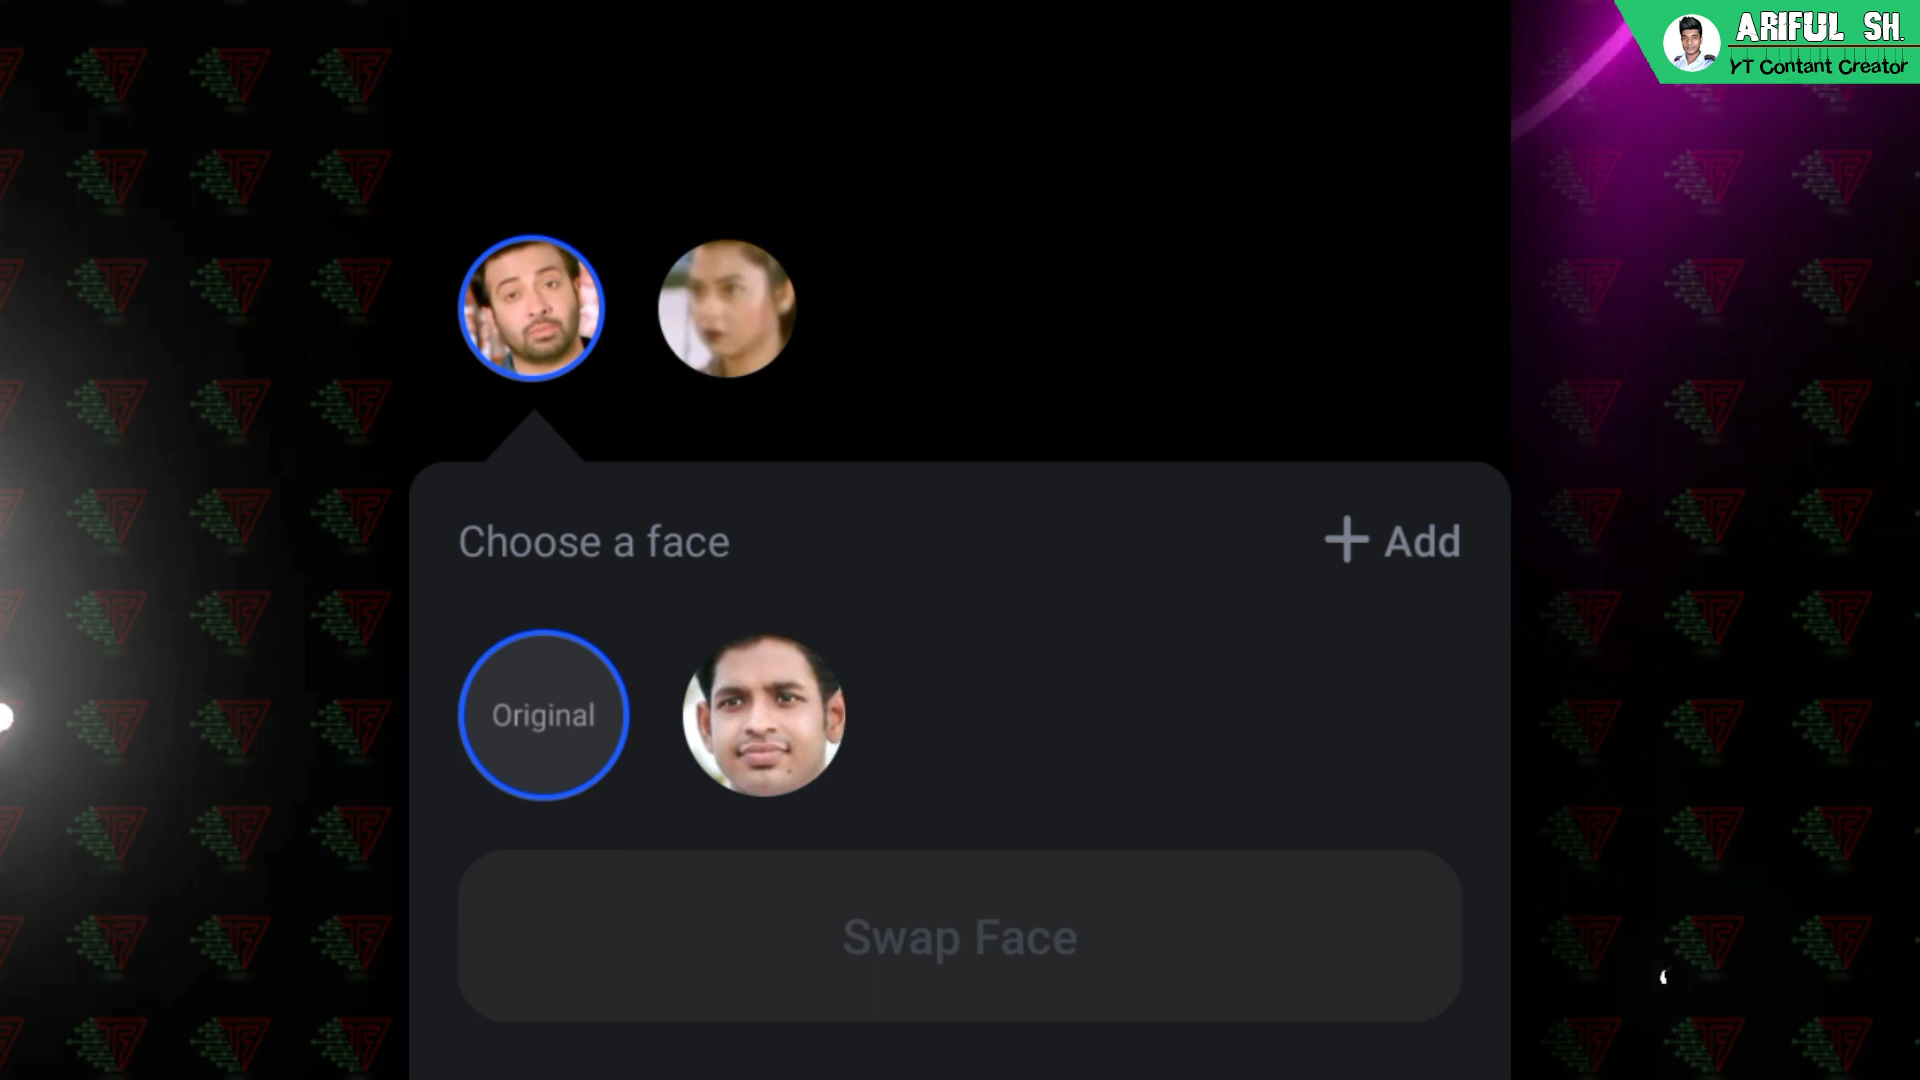 ARIFUL SH.
YT Contant Creator
Choose a face
+ Add
Original
Swap Face